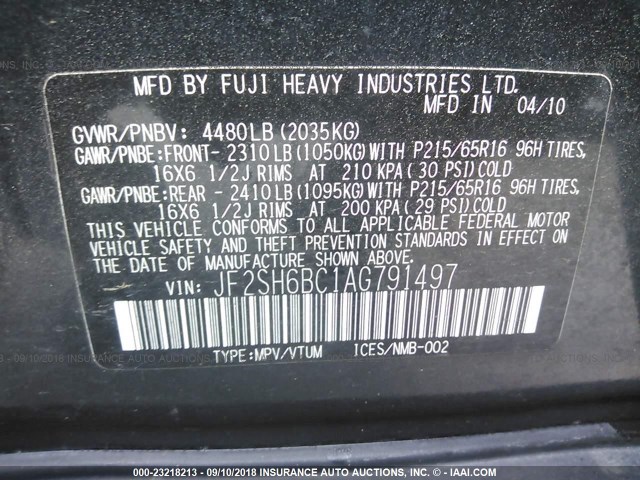 MFD BY FUJI HEAVY INDUSTRIES LTD.
MFD IN 04/10
GVWR/PNBV: 4480LB (2035KG)
GAWR/PNBE:FRONT- 2310LB(1050KG)WITH P215/65R16 96H TIRES,
16X6 1/2J RIMS AT 210 KPA( 30 PSI)COLD
GAWR/PNBE:REAR - 2410LB(1095KG)WITH P215/65R16 96H TIRES,
16X6 1/2J RIMS AT 200 KPA( 29 PSI)COLD
THIS VEHICLE CONFORMS TO ALL APPLICABLE FEDERAL MOTOR
VEHICLE SAFETY AND THEFT PREVENTION STANDARDS IN EFFECT ON
THE DATE OF MANUFACTURE SHOWN ABOVE.
VIN: JF2SH6BC1AG791497
TYPE:MPV/VTUM ICES/NMB-002
000-23218213 - 09/10/2018 - INSURANCE AUTO AUCTIONS, INC. - © - IAAI.COM